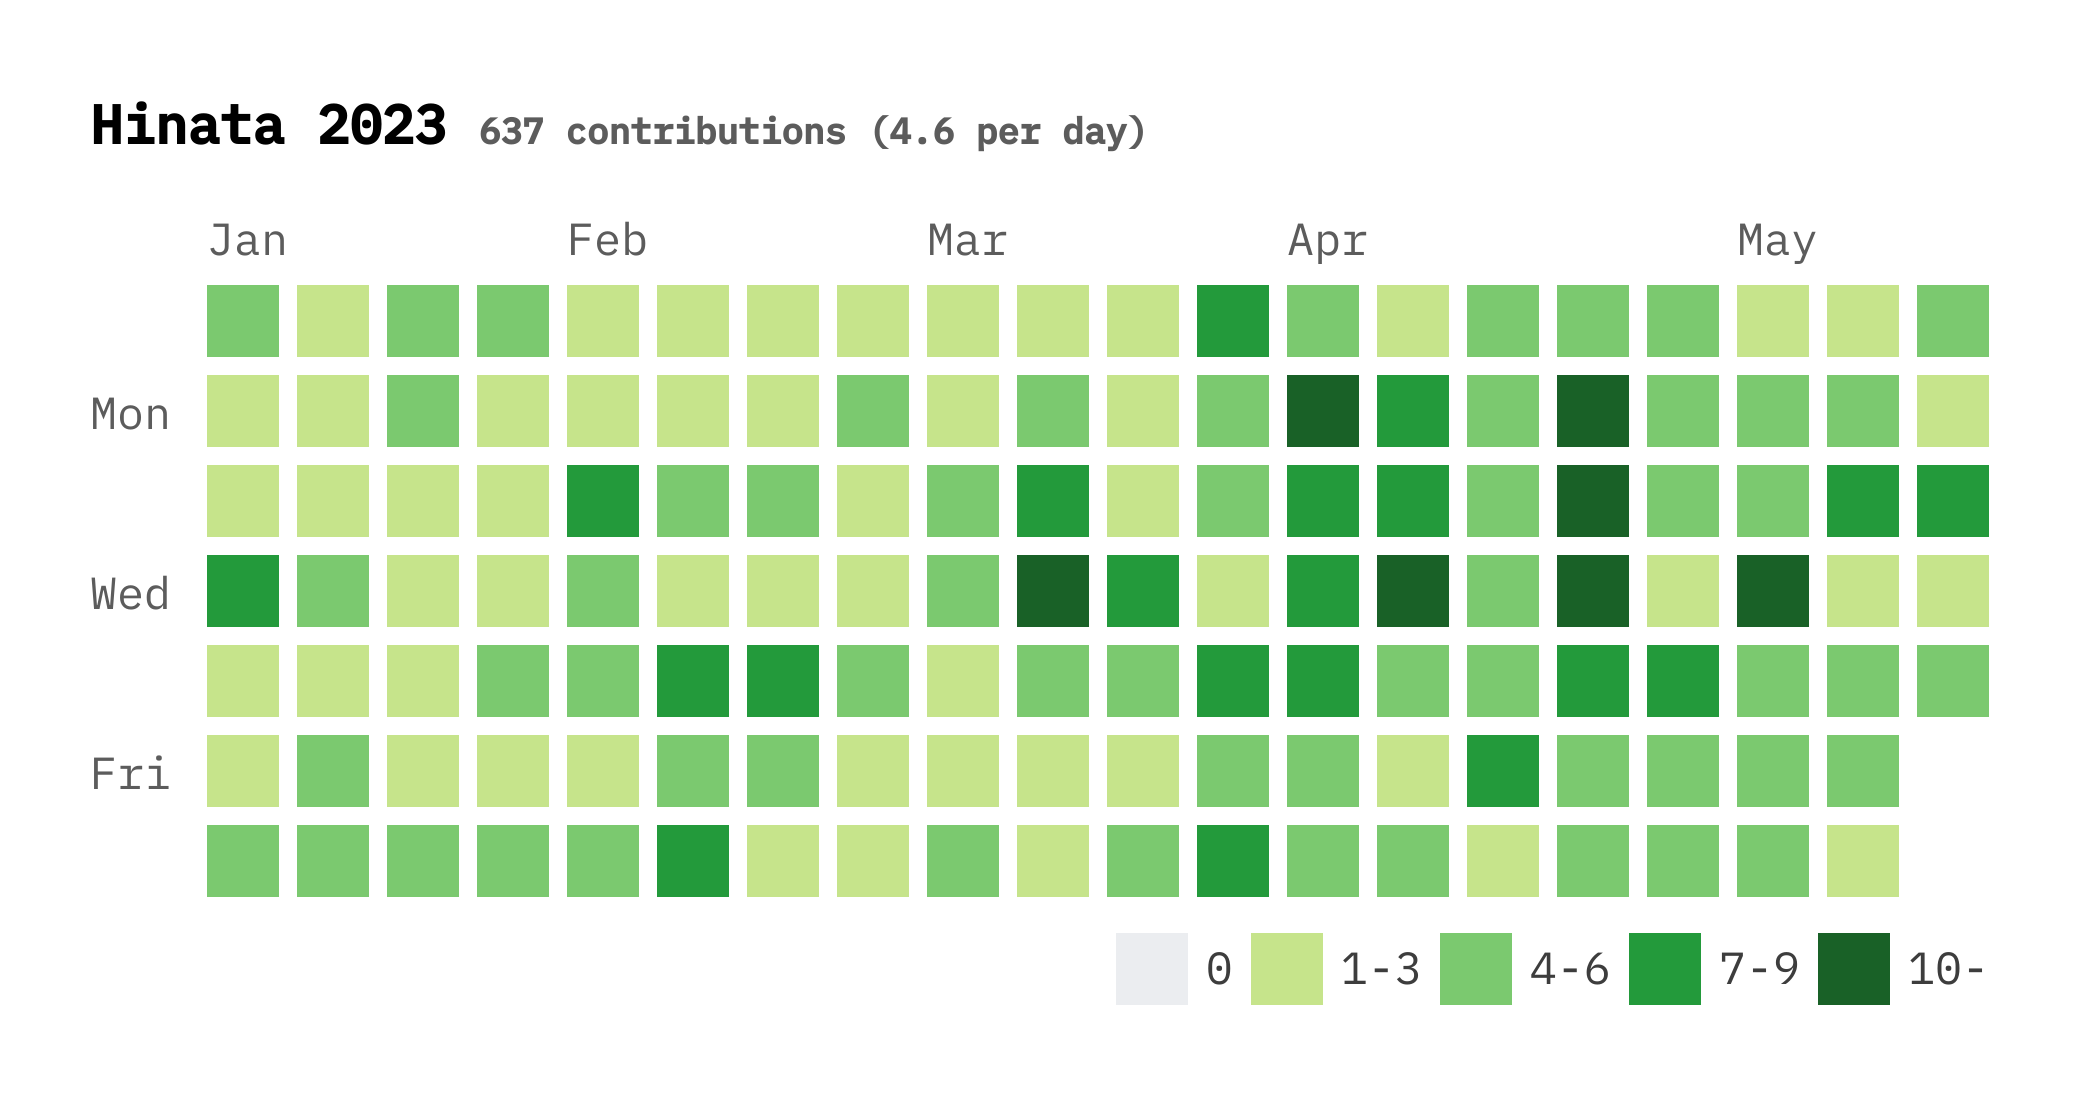 Hinata 2023 637 contributions (4.6 per day)
Jan Feb Mar Apr May
Mon
Wed
Fri
0 1-3 4-6 7-9 10-